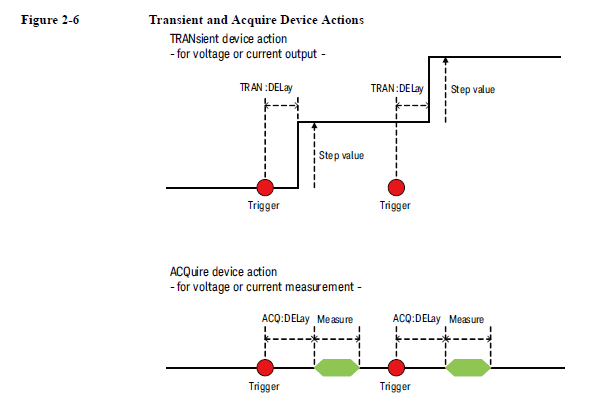 Figure 2-6 Transient and Acquire Device Actions
TRANsient device action
- for voltage or current output -
TRAN:DELay TRAN:DELay
Step value
Step value
Trigger Trigger
ACQuire device action
- for voltage or current measurement -
ACQ:DELay Measure ACQ:DELay Measure
Trigger Trigger